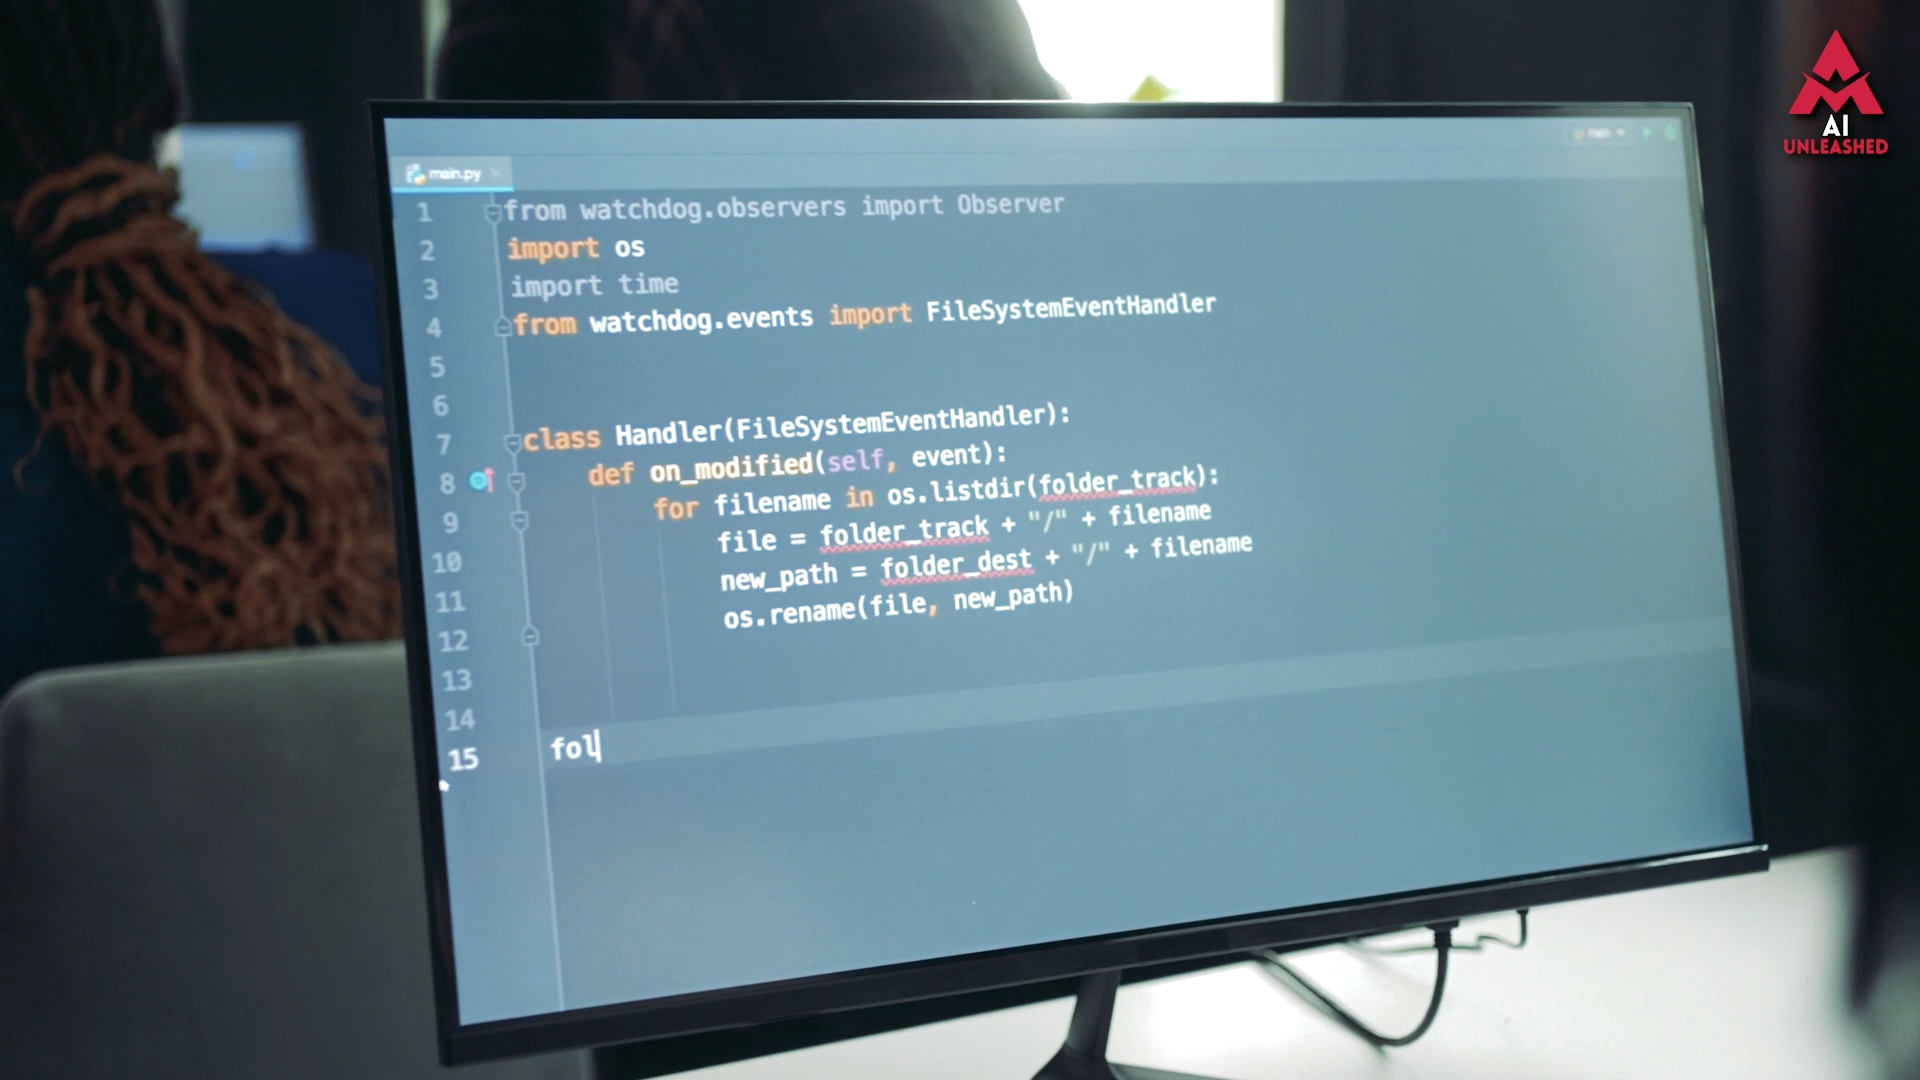 AI
UNLEASHED
main
main.py
1 from watchdog.observers import Observer
2 import os
3 import time
4 from watchdog.events import FileSystemEventHandler
5
6
7 class Handler(FileSystemEventHandler):
8 def on_modified(self, event):
9 for filename in os.listdir(folder_track):
10 file = folder_track + "/" + filename
11 new_path = folder_dest + "/" + filename
12 os.rename(file, new_path)
13
14
15 fol